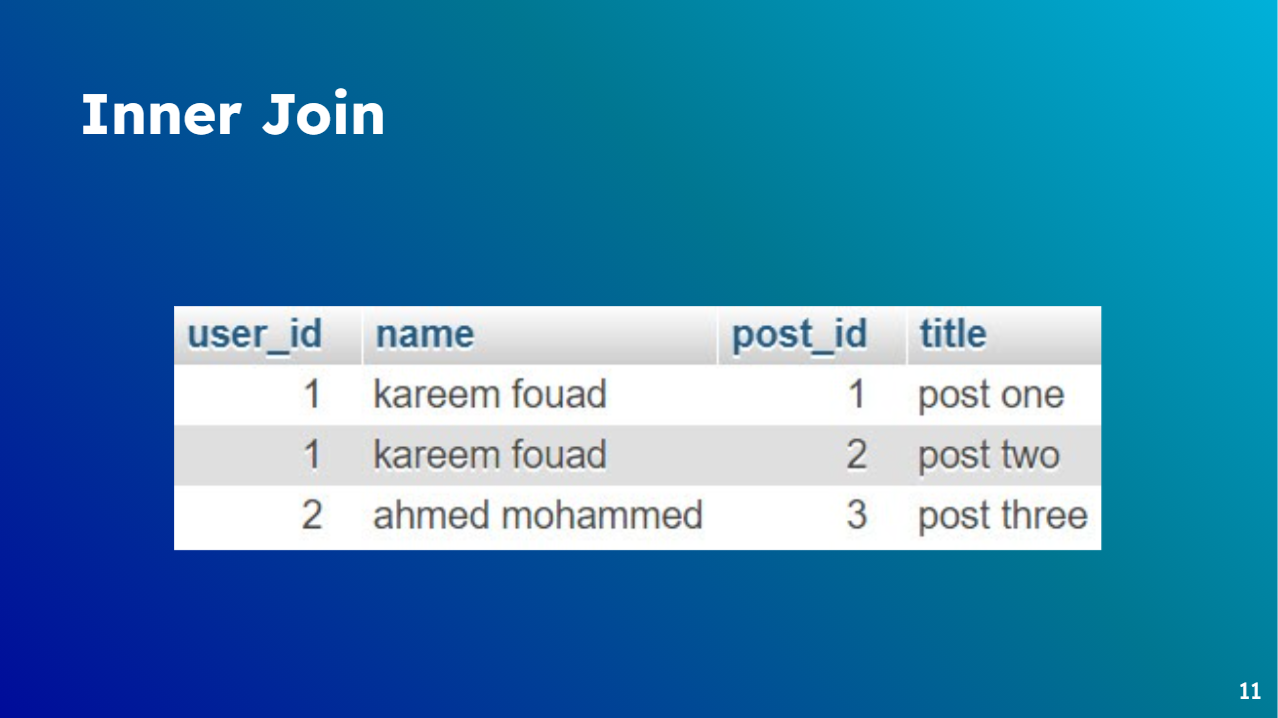 Inner Join
user_id name post_id title
1 kareem fouad 1 post one
1 kareem fouad 2 post two
2 ahmed mohammed 3 post three
11